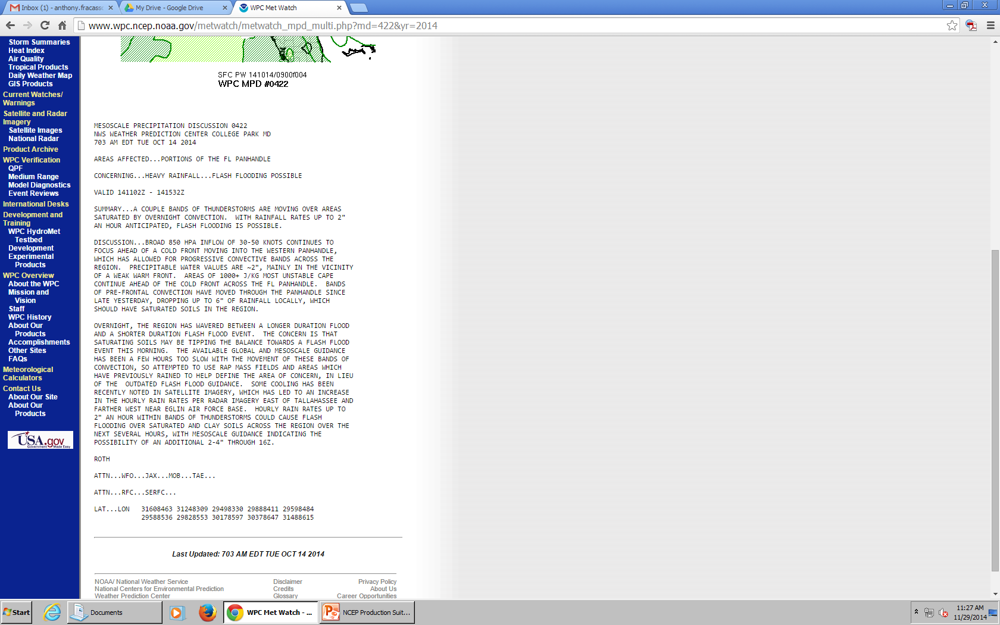 Inbox (1) - anthony.fracasso
My Drive - Google Drive
WPC Met Watch
www.wpc.ncep.noaa.gov/metwatch/metwatch_mpd_multi.php?md=422&yr=2014
Storm Summaries
Heat Index
Air Quality
Tropical Products
Daily Weather Map
GIS Products
Current Watches/
Warnings
Satellite and Radar
Imagery
Satellite Images
National Radar
Product Archive
WPC Verification
QPF
Medium Range
Model Diagnostics
Event Reviews
International Desks
Development and
Training
WPC HydroMet
Testbed
Development
Experimental
Products
WPC Overview
About the WPC
Mission and
Vision
Staff
WPC History
About Our
Products
Accomplishments
Other Sites
FAQs
Meteorological
Calculators
Contact Us
About Our Site
About Our
Products
USA.gov
Government Made Easy
SFC PW 141014/0900f004
WPC MPD #0422
MESOSCALE PRECIPITATION DISCUSSION 0422
NWS WEATHER PREDICTION CENTER COLLEGE PARK MD
703 AM EDT TUE OCT 14 2014
AREAS AFFECTED...PORTIONS OF THE FL PANHANDLE
CONCERNING...HEAVY RAINFALL...FLASH FLOODING POSSIBLE
VALID 141102Z - 141532Z
SUMMARY...A COUPLE BANDS OF THUNDERSTORMS ARE MOVING OVER AREAS
SATURATED BY OVERNIGHT CONVECTION.  WITH RAINFALL RATES UP TO 2"
AN HOUR ANTICIPATED, FLASH FLOODING IS POSSIBLE.
DISCUSSION...BROAD 850 HPA INFLOW OF 30-50 KNOTS CONTINUES TO
FOCUS AHEAD OF A COLD FRONT MOVING INTO THE WESTERN PANHANDLE,
WHICH HAS ALLOWED FOR PROGRESSIVE CONVECTIVE BANDS ACROSS THE
REGION.  PRECIPITABLE WATER VALUES ARE ~2", MAINLY IN THE VICINITY
OF A WEAK WARM FRONT.  AREAS OF 1000+ J/KG MOST UNSTABLE CAPE
CONTINUE AHEAD OF THE COLD FRONT ACROSS THE FL PANHANDLE.  BANDS
OF PRE-FRONTAL CONVECTION HAVE MOVED THROUGH THE PANHANDLE SINCE
LATE YESTERDAY, DROPPING UP TO 6" OF RAINFALL LOCALLY, WHICH
SHOULD HAVE SATURATED SOILS IN THE REGION.
OVERNIGHT, THE REGION HAS WAVERED BETWEEN A LONGER DURATION FLOOD
AND A SHORTER DURATION FLASH FLOOD EVENT.  THE CONCERN IS THAT
SATURATING SOILS MAY BE TIPPING THE BALANCE TOWARDS A FLASH FLOOD
EVENT THIS MORNING.  THE AVAILABLE GLOBAL AND MESOSCALE GUIDANCE
HAS BEEN A FEW HOURS TOO SLOW WITH THE MOVEMENT OF THESE BANDS OF
CONVECTION, SO ATTEMPTED TO USE RAP MASS FIELDS AND AREAS WHICH
HAVE PREVIOUSLY RAINED TO HELP DEFINE THE AREA OF CONCERN, IN LIEU
OF THE  OUTDATED FLASH FLOOD GUIDANCE.  SOME COOLING HAS BEEN
RECENTLY NOTED IN SATELLITE IMAGERY, WHICH HAS LED TO AN INCREASE
IN THE HOURLY RAIN RATES PER RADAR IMAGERY EAST OF TALLAHASSEE AND
FARTHER WEST NEAR EGLIN AIR FORCE BASE.  HOURLY RAIN RATES UP TO
2" AN HOUR WITHIN BANDS OF THUNDERSTORMS COULD CAUSE FLASH
FLOODING OVER SATURATED AND CLAY SOILS ACROSS THE REGION OVER THE
NEXT SEVERAL HOURS, WITH MESOSCALE GUIDANCE INDICATING THE
POSSIBILITY OF AN ADDITIONAL 2-4" THROUGH 16Z.
ROTH
ATTN...WFO...JAX...MOB...TAE...
ATTN...RFC...SERFC...
LAT...LON   31608463 31248309 29498330 29888411 29598484
29588536 29828553 30178597 30378647 31488615
Last Updated: 703 AM EDT TUE OCT 14 2014
NOAA/ National Weather Service
National Centers for Environmental Prediction
Weather Prediction Center
Disclaimer
Credits
Glossary
Privacy Policy
About Us
Career Opportunities
Start
Documents
WPC Met Watch - ...
NCEP Production Suit...
11:27 AM
11/29/2014